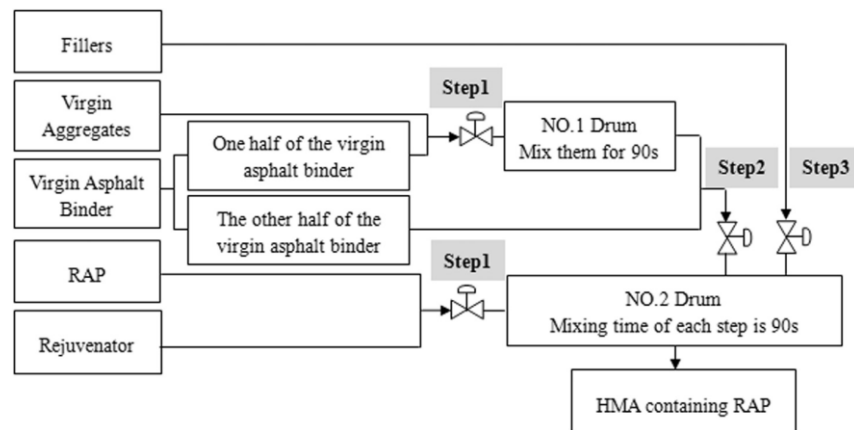 Fillers
Virgin
Aggregates
Step1
One half of the virgin
asphalt binder
NO.1 Drum
Mix them for 90s
Virgin Asphalt
Binder
The other half of the
virgin asphalt binder
Step2
Step3
RAP
Step1
NO.2 Drum
Mixing time of each step is 90s
Rejuvenator
HMA containing RAP